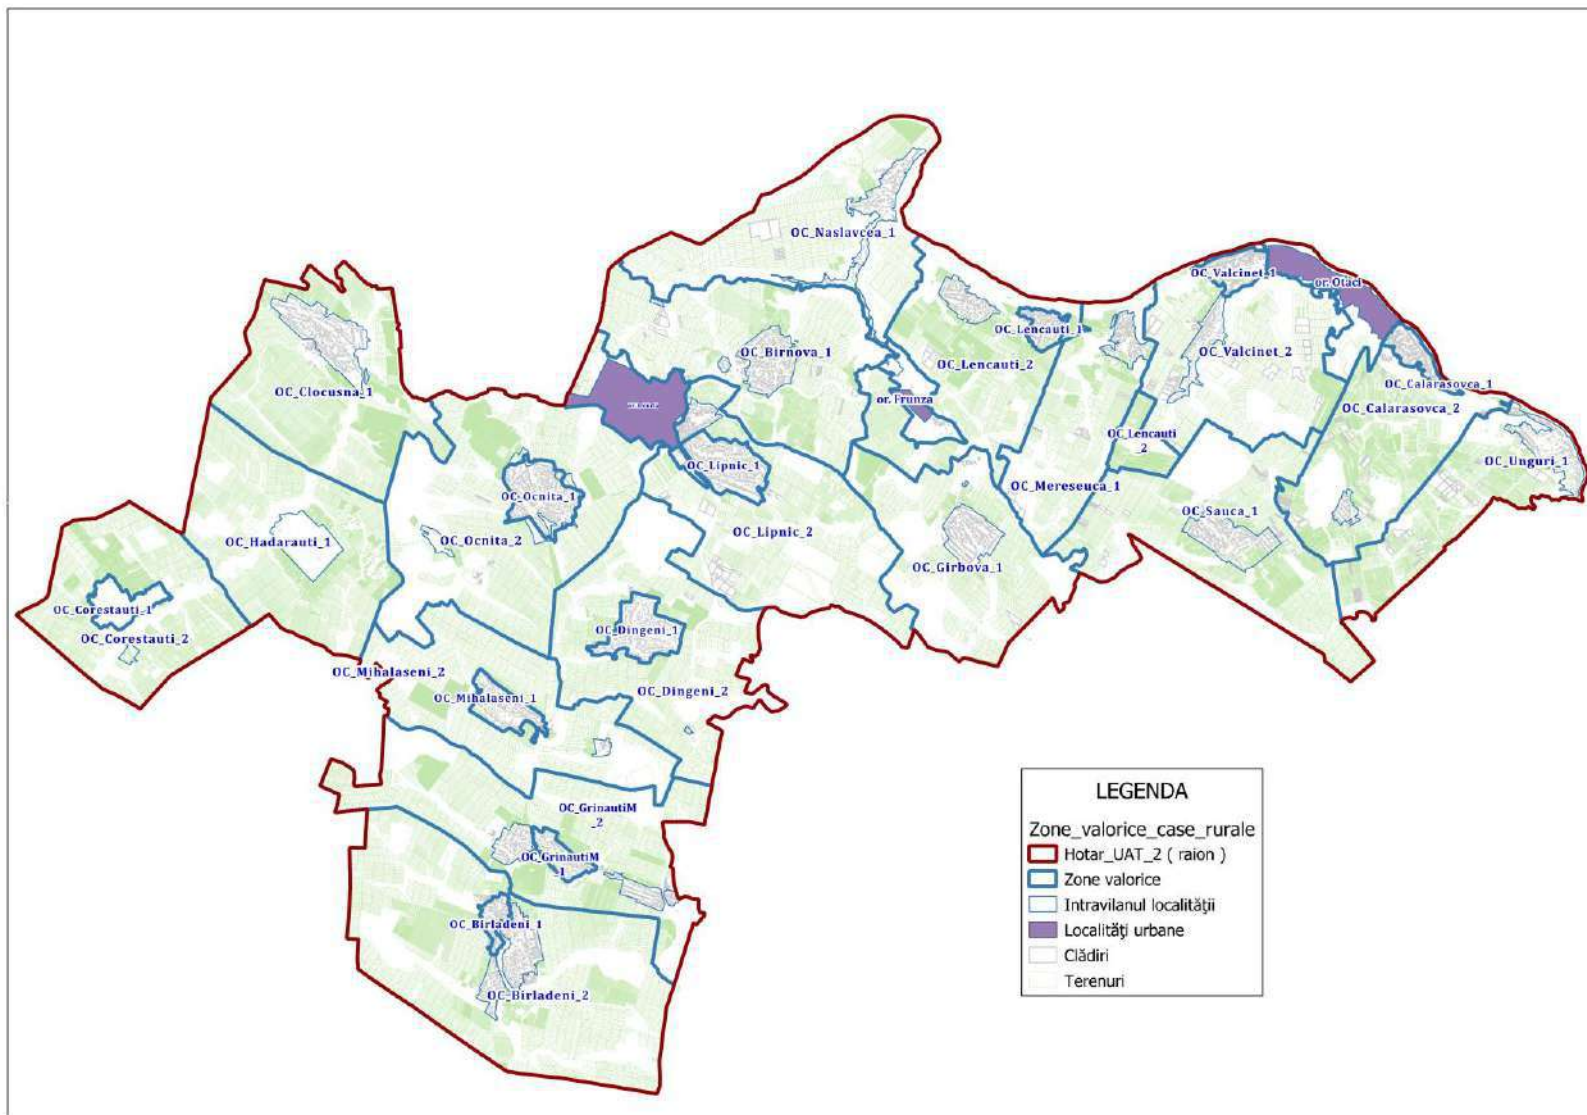 OC_Naslavcea_1
OC_Valcinet_1
or. Otaci
OC_Lencauti_1
OC_Birnova_1
OC_Valcinet_2
OC_Lencauti_2
OC_Clocusna_1
OC_Calarasovca_1
or. Frunza
OC_Calarasovca_2
OC_Lencauti
_2
OC_Unguri_1
OC_Lipnic_1
OC_Mereseuca_1
OC_Ocnita_1
OC_Sauca_1
OC_Lipnic_2
OC_Hadarauti_1
OC_Ocnita_2
OC_Girbova_1
OC_Corestauti_1
OC_Corestauti_2
OC_Dingeni_1
OC_Mihalaseni_2
OC_Mihalaseni_1
OC_Dingeni_2
OC_GrinautiM
_2
OC_GrinautiM
_1
OC_Birladeni_1
OC_Birladeni_2
LEGENDA
Zone_valorice_case_rurale
Hotar_UAT_2 ( raion )
Zone valorice
Intravilanul localității
Localități urbane
Clădiri
Terenuri